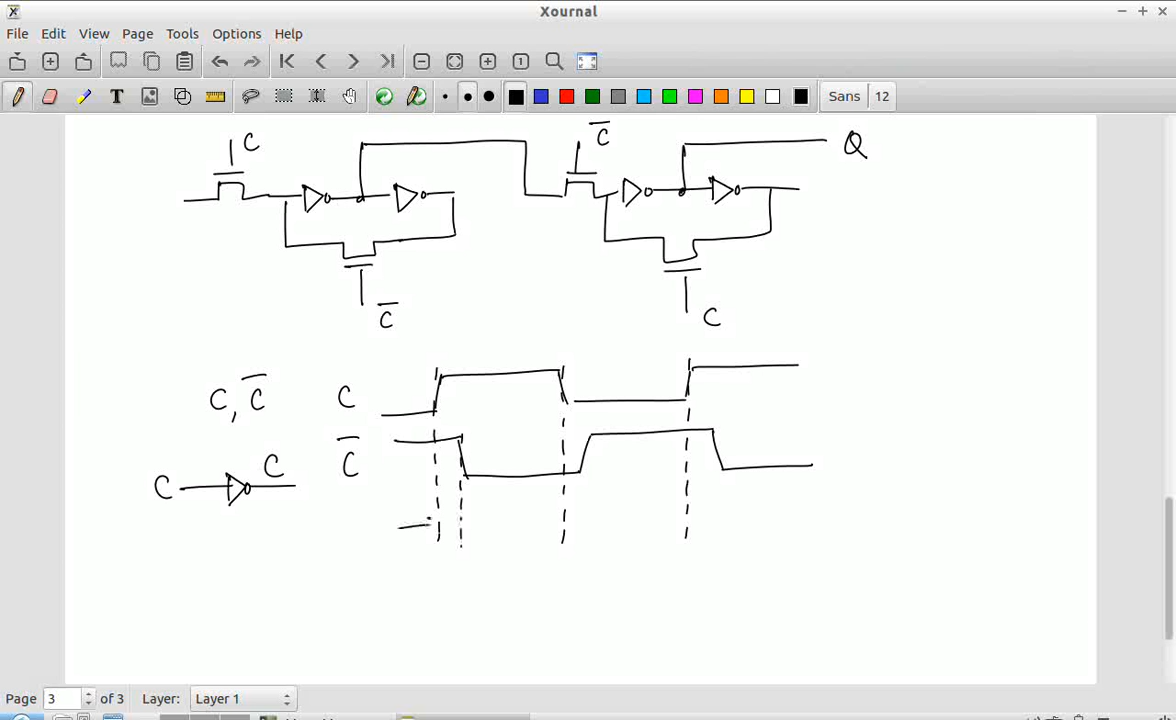 Xournal
File Edit View Page Tools Options Help
Sans 12
C
C̅
Q
C̅
C
C, C̅
C
C̅
C
C
Page 3 of 3 Layer: Layer 1